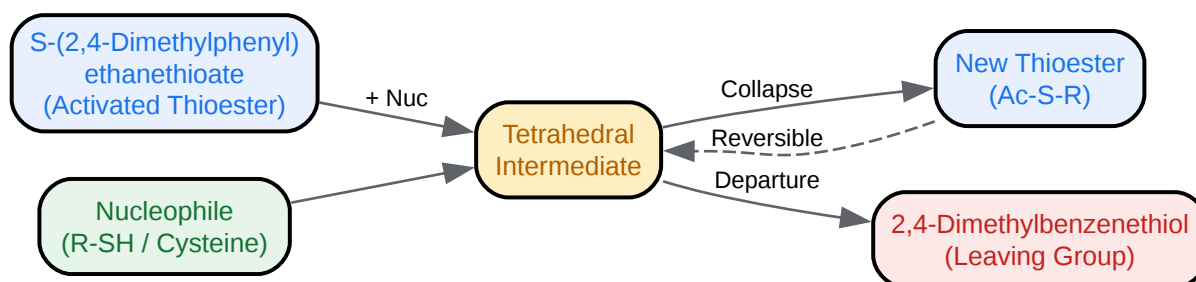 S-(2,4-Dimethylphenyl)
ethanethioate
(Activated Thioester)
+ Nuc
Nucleophile
(R-SH / Cysteine)
Tetrahedral
Intermediate
Collapse
Reversible
Departure
New Thioester
(Ac-S-R)
2,4-Dimethylbenzenethiol
(Leaving Group)